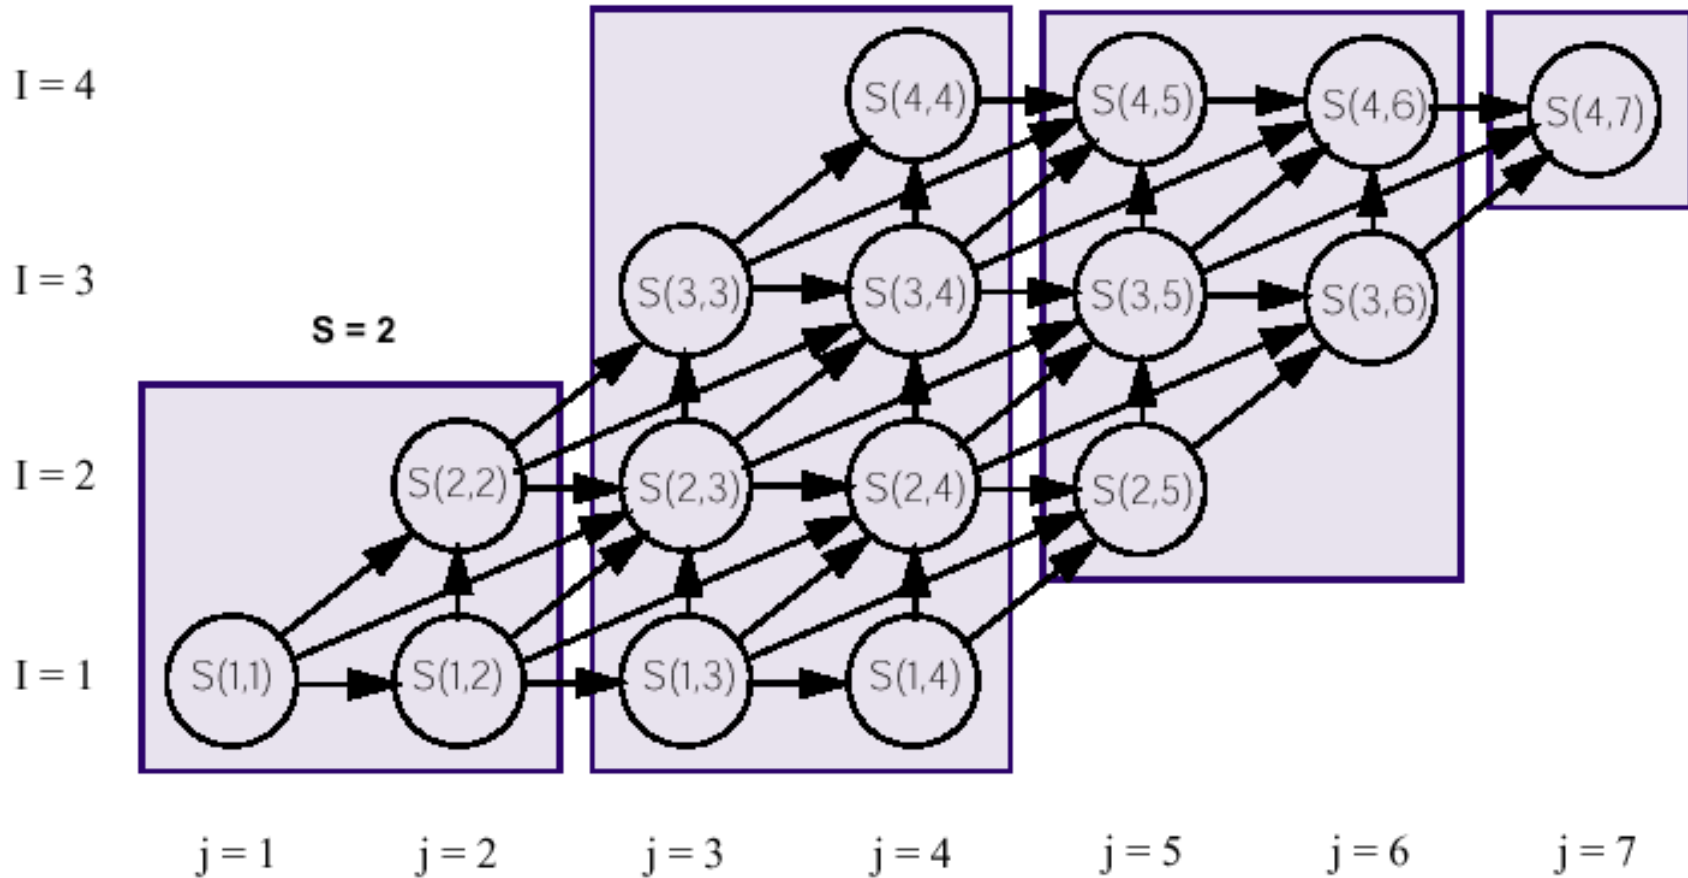 I = 4
S(4,4) S(4,5) S(4,6) S(4,7)
I = 3
S(3,3) S(3,4) S(3,5) S(3,6)
S = 2
I = 2
S(2,2) S(2,3) S(2,4) S(2,5)
I = 1
S(1,1) S(1,2) S(1,3) S(1,4)
j = 1 j = 2 j = 3 j = 4 j = 5 j = 6 j = 7